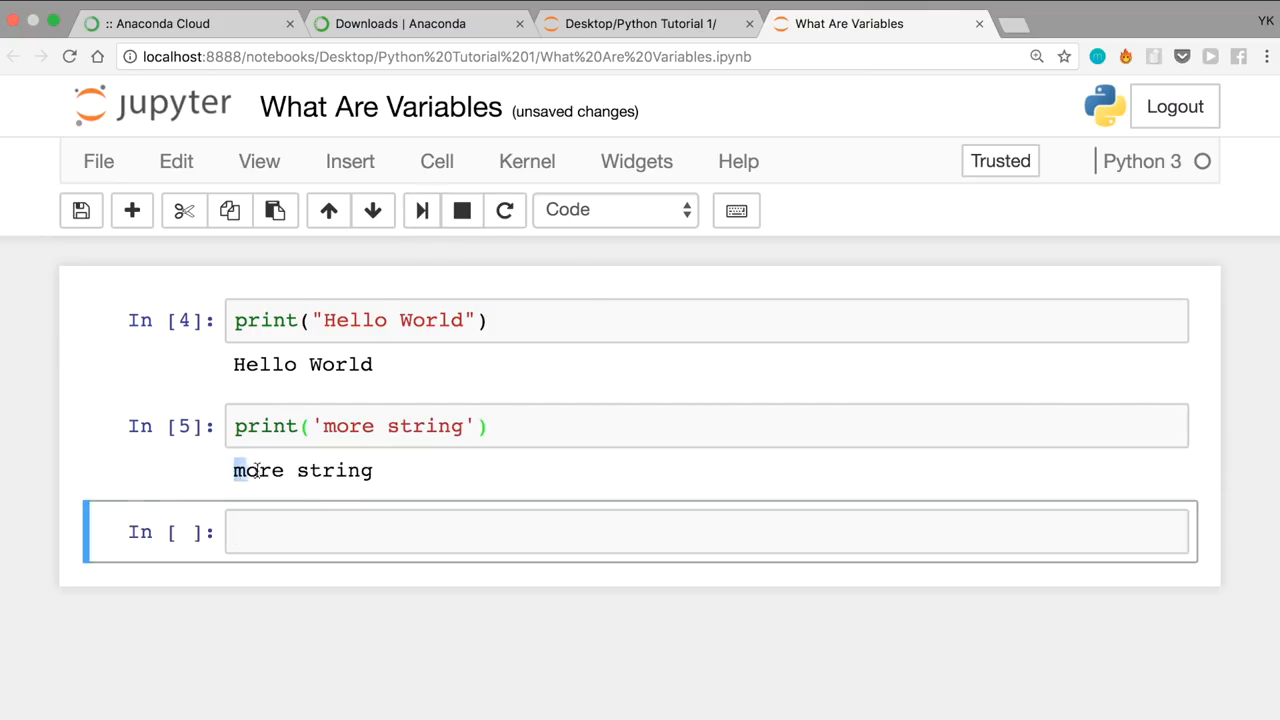 :: Anaconda Cloud
Downloads | Anaconda
Desktop/Python Tutorial 1/
What Are Variables
YK
localhost:8888/notebooks/Desktop/Python%20Tutorial%201/What%20Are%20Variables.ipynb
jupyter What Are Variables (unsaved changes)
Logout
File Edit View Insert Cell Kernel Widgets Help
Trusted
Python 3
Code
In [4]: print("Hello World")
Hello World
In [5]: print('more string')
more string
In [ ]: